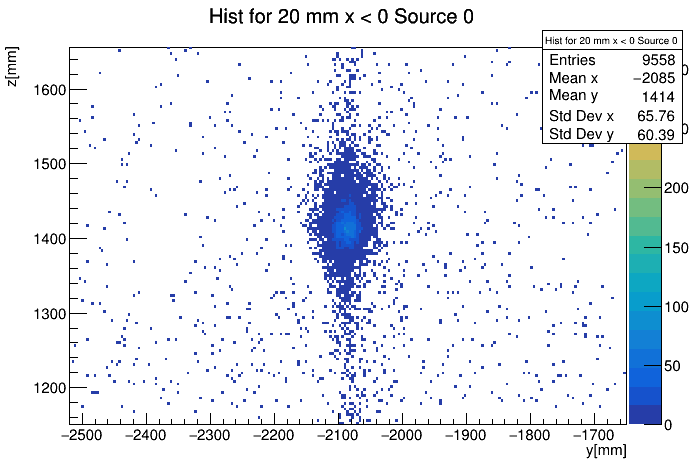 Hist for 20 mm x < 0 Source 0
Hist for 20 mm x < 0 Source 0
Entries 9558
Mean x −2085
Mean y 1414
Std Dev x 65.76
Std Dev y 60.39
z[mm]
1600
1500
1400
1300
1200
0
0
200
150
100
50
0
−2500 −2400 −2300 −2200 −2100 −2000 −1900 −1800 −1700
y[mm]